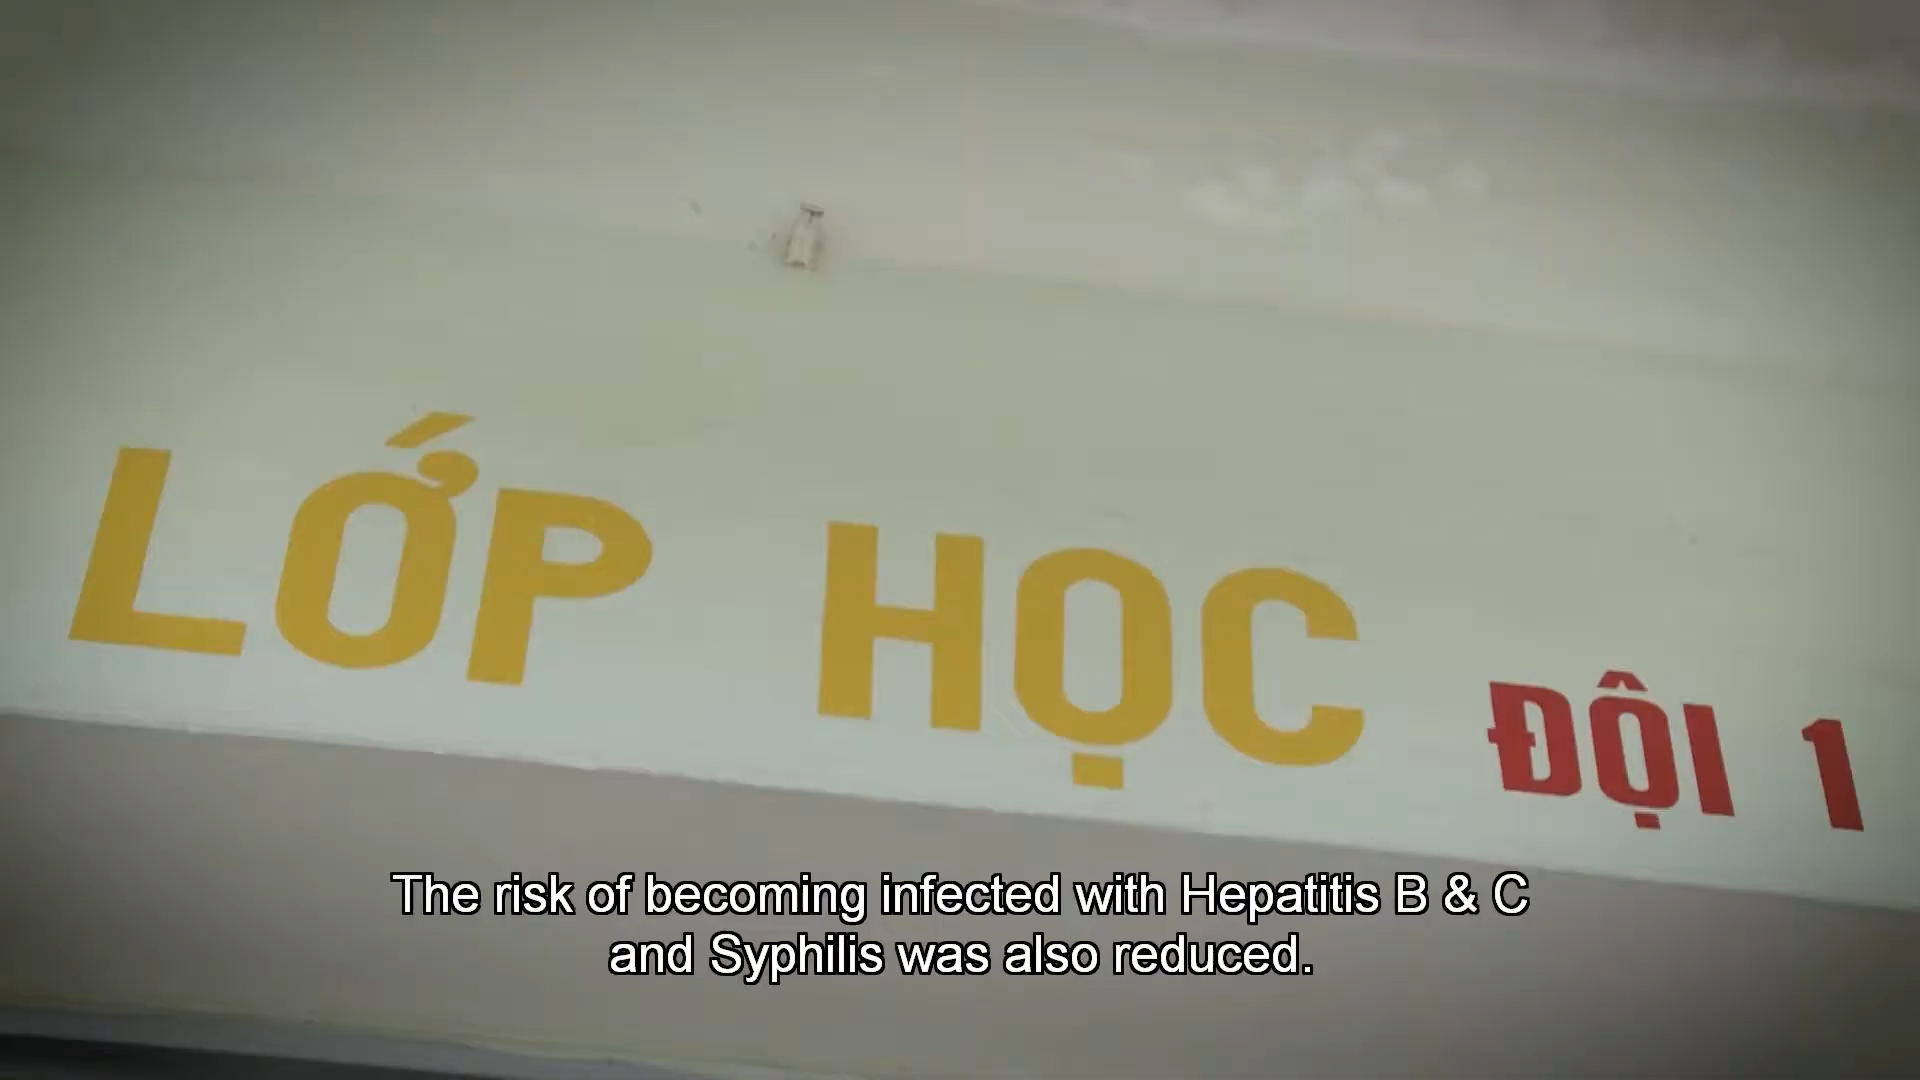 LỚP HỌC ĐỘI 1
The risk of becoming infected with Hepatitis B & C
and Syphilis was also reduced.